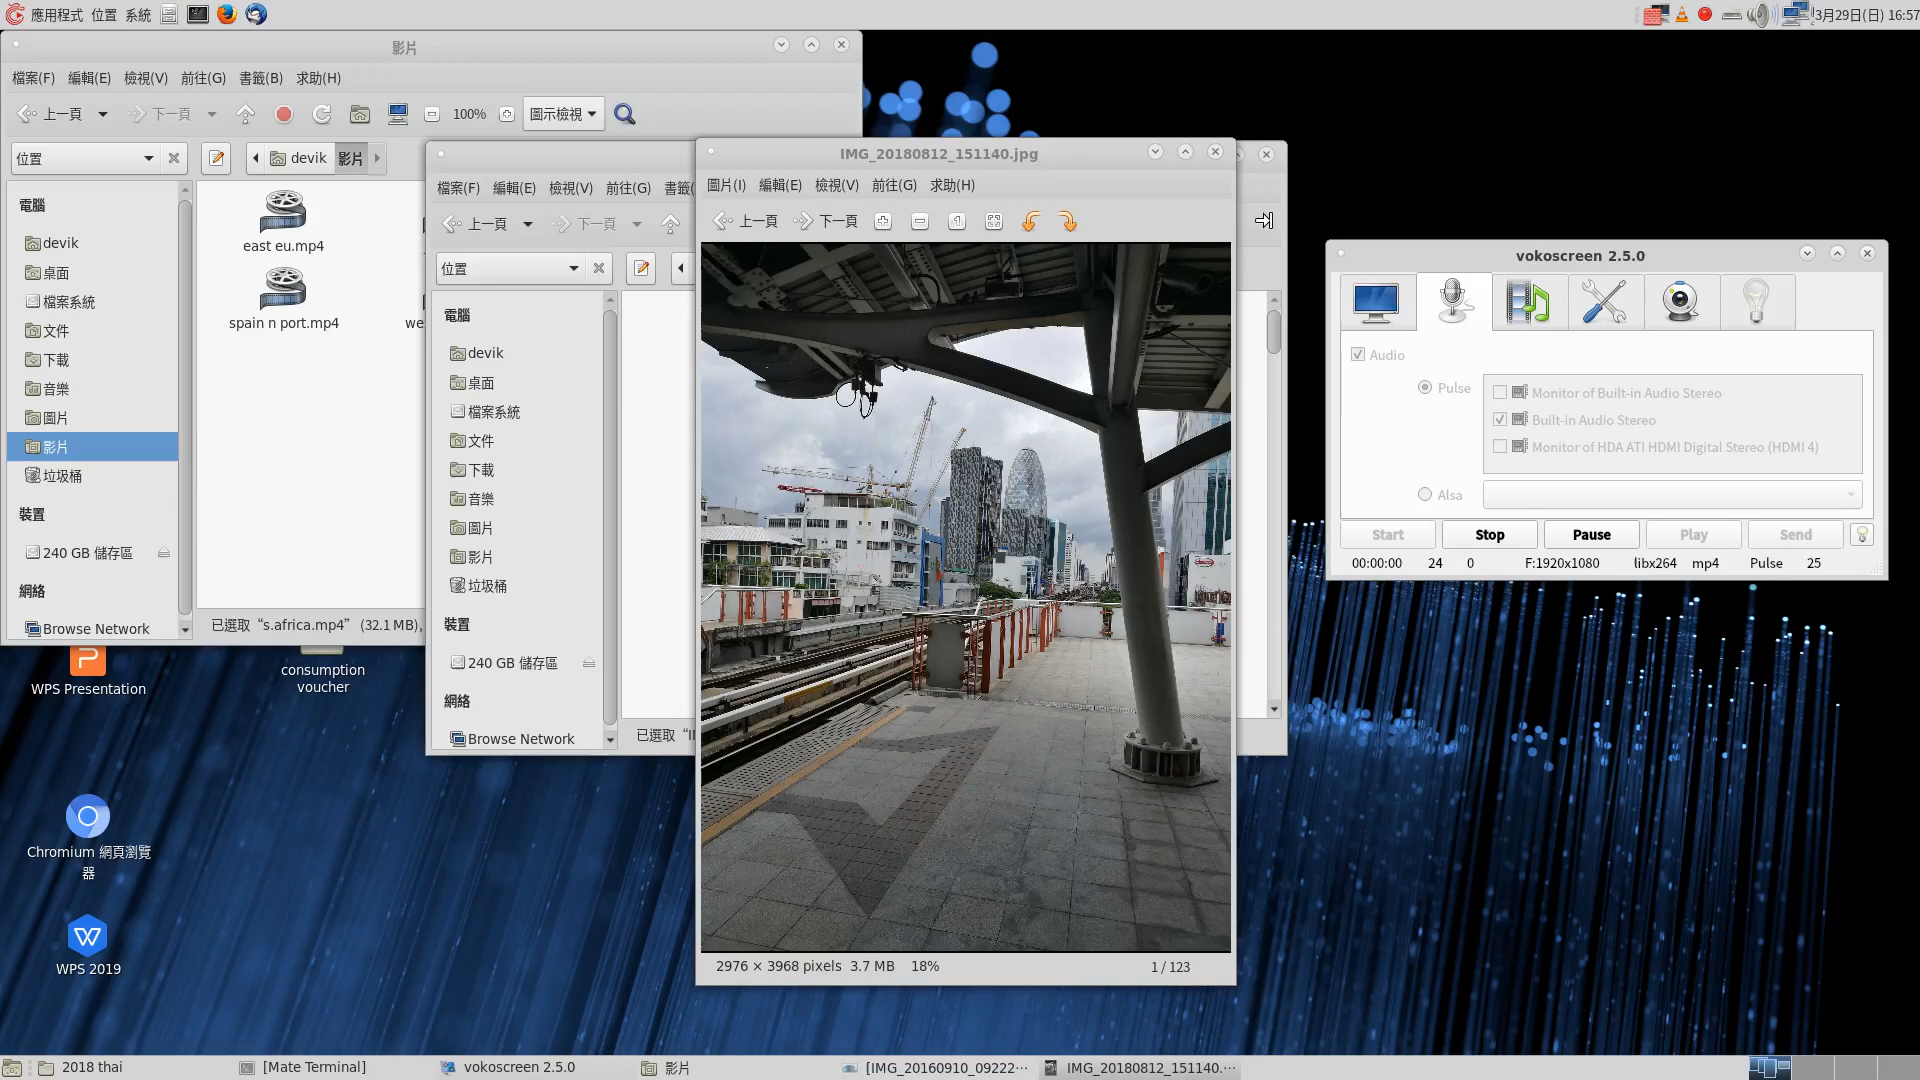 應用程式 位置 系統
3月29日(日) 16:57
影片
檔案(F) 編輯(E) 檢視(V) 前往(G) 書籤(B) 求助(H)
上一頁 下一頁 100% 圖示檢視
位置 devik 影片
電腦
devik
桌面
檔案系統
文件
下載
音樂
圖片
影片
垃圾桶
裝置
240 GB 儲存區
網絡
Browse Network
east eu.mp4
spain n port.mp4
we
已選取“s.africa.mp4” (32.1 MB),
檔案(F) 編輯(E) 檢視(V) 前往(G) 書籤(
上一頁 下一頁
位置
電腦
devik
桌面
檔案系統
文件
下載
音樂
圖片
影片
垃圾桶
裝置
240 GB 儲存區
網絡
Browse Network
已選取
IMG_20180812_151140.jpg
圖片(I) 編輯(E) 檢視(V) 前往(G) 求助(H)
上一頁 下一頁
2976 × 3968 pixels 3.7 MB 18%
1 / 123
vokoscreen 2.5.0
Audio
Pulse
Monitor of Built-in Audio Stereo
Built-in Audio Stereo
Monitor of HDA ATI HDMI Digital Stereo (HDMI 4)
Alsa
Start Stop Pause Play Send
00:00:00 24 0 F:1920x1080 libx264 mp4 Pulse 25
WPS Presentation
consumption
voucher
Chromium 網頁瀏覽
器
WPS 2019
2018 thai
[Mate Terminal]
vokoscreen 2.5.0
影片
[IMG_20160910_09222…
IMG_20180812_151140.…